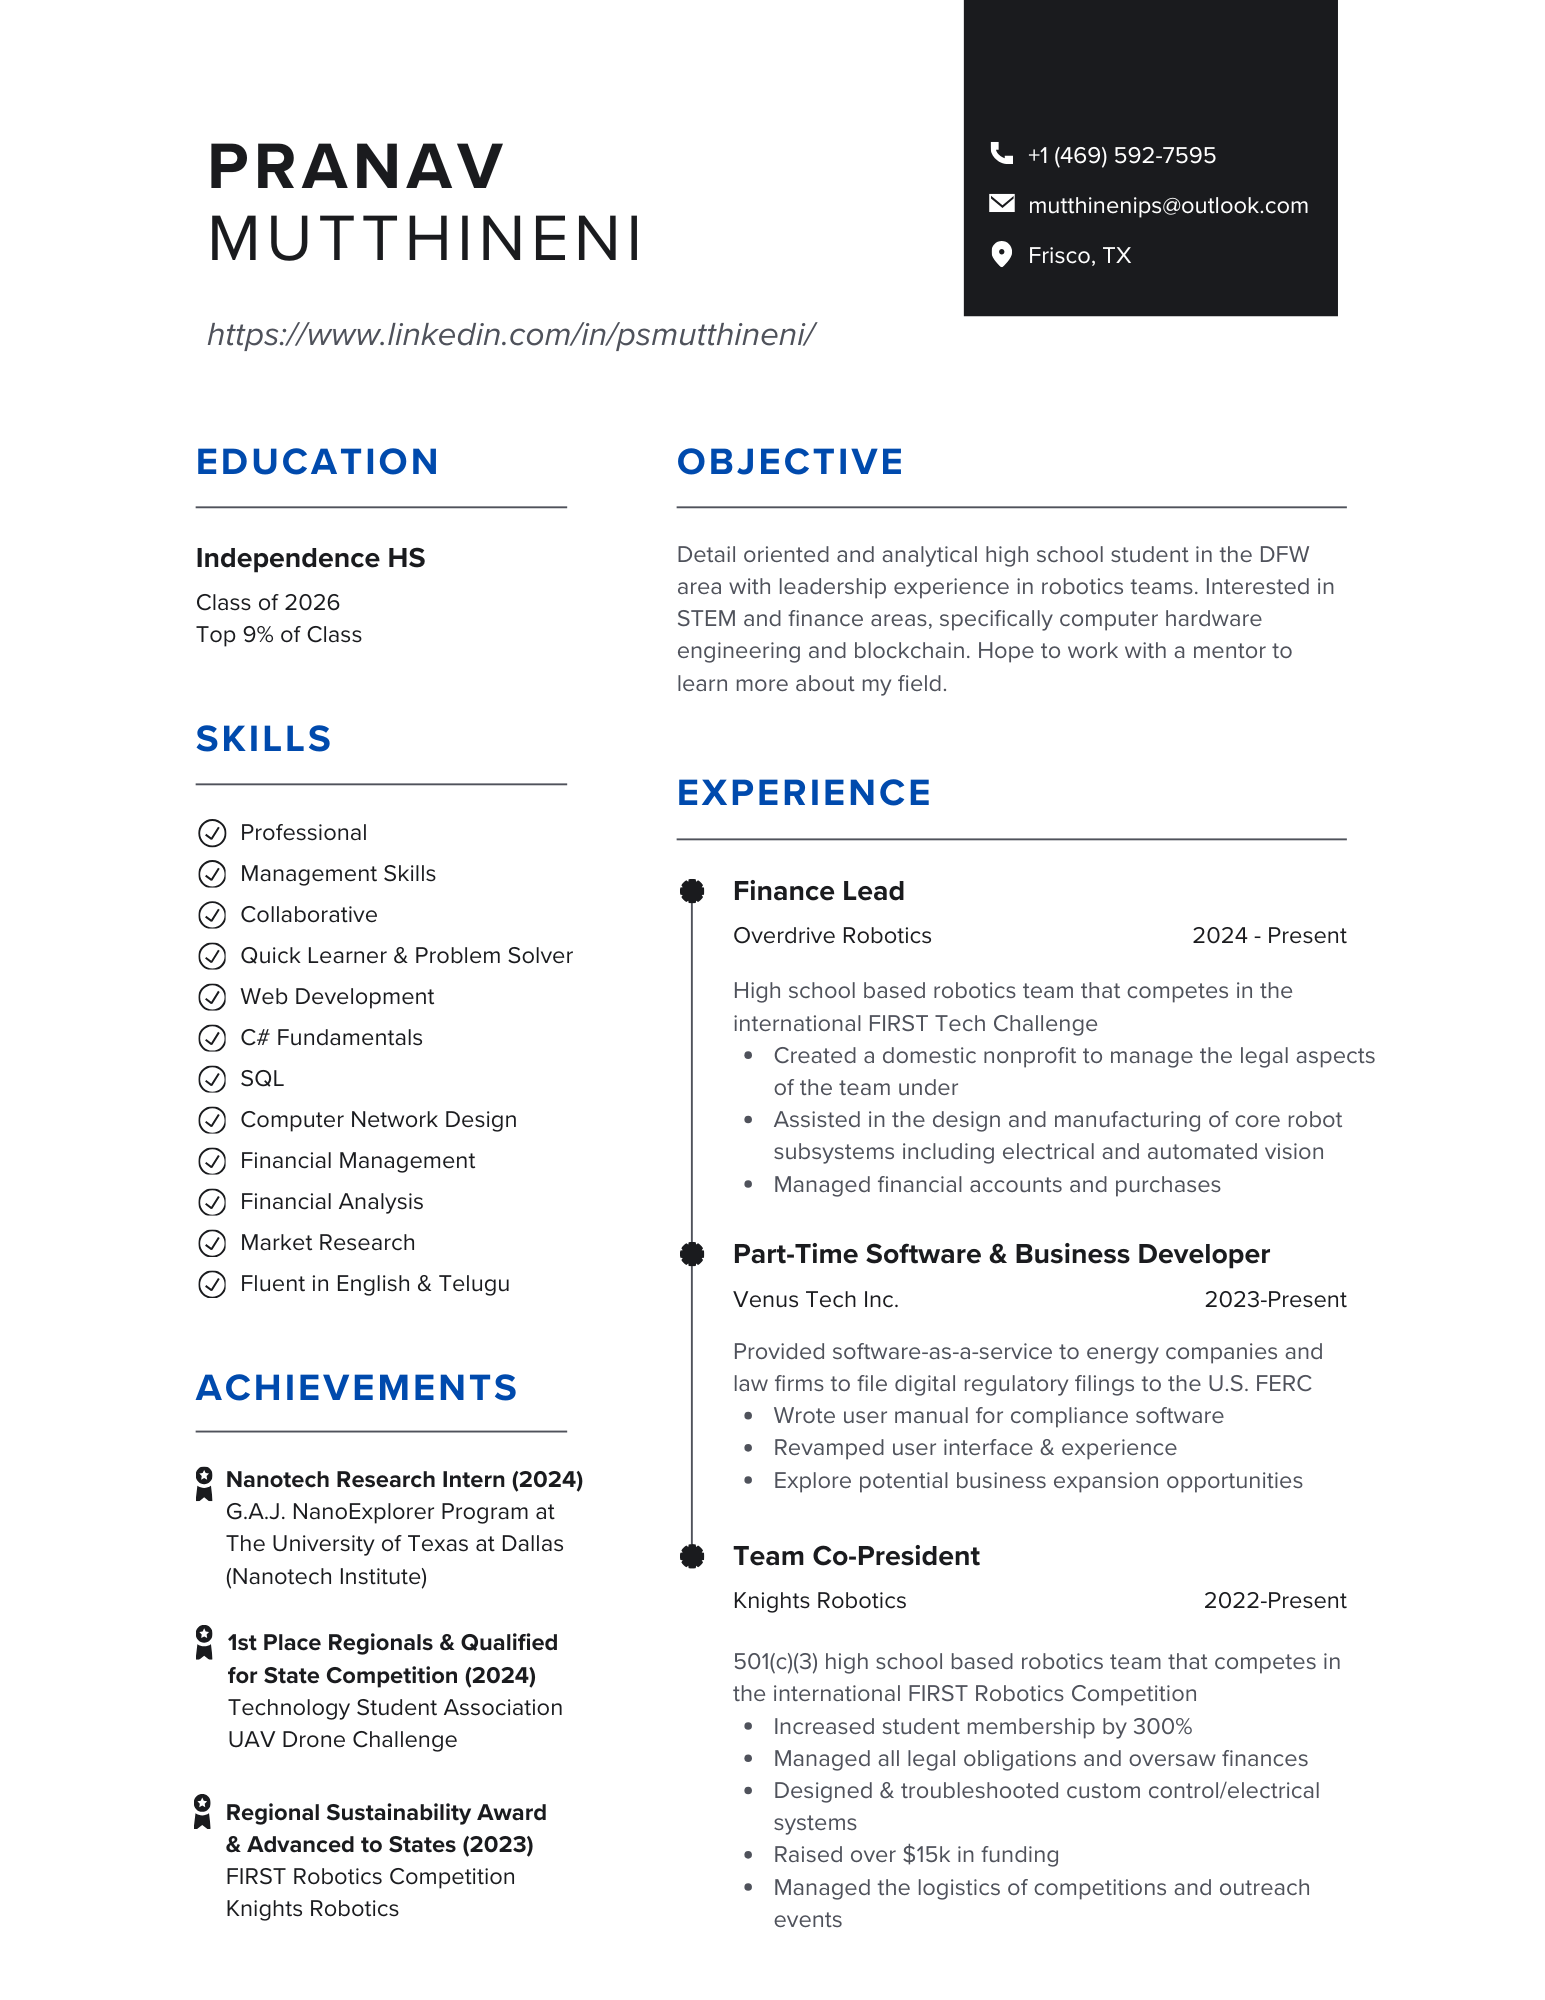 PRANAV
MUTTHINENI
https://www.linkedin.com/in/psmutthineni/
+1 (469) 592-7595
mutthinenips@outlook.com
Frisco, TX
EDUCATION
Independence HS
Class of 2026
Top 9% of Class
SKILLS
Professional
Management Skills
Collaborative
Quick Learner & Problem Solver
Web Development
C# Fundamentals
SQL
Computer Network Design
Financial Management
Financial Analysis
Market Research
Fluent in English & Telugu
ACHIEVEMENTS
Nanotech Research Intern (2024)
G.A.J. NanoExplorer Program at
The University of Texas at Dallas
(Nanotech Institute)
1st Place Regionals & Qualified
for State Competition (2024)
Technology Student Association
UAV Drone Challenge
Regional Sustainability Award
& Advanced to States (2023)
FIRST Robotics Competition
Knights Robotics
OBJECTIVE
Detail oriented and analytical high school student in the DFW
area with leadership experience in robotics teams. Interested in
STEM and finance areas, specifically computer hardware
engineering and blockchain. Hope to work with a mentor to
learn more about my field.
EXPERIENCE
Finance Lead
Overdrive Robotics 2024 - Present
High school based robotics team that competes in the
international FIRST Tech Challenge
• Created a domestic nonprofit to manage the legal aspects
of the team under
• Assisted in the design and manufacturing of core robot
subsystems including electrical and automated vision
• Managed financial accounts and purchases
Part-Time Software & Business Developer
Venus Tech Inc. 2023-Present
Provided software-as-a-service to energy companies and
law firms to file digital regulatory filings to the U.S. FERC
• Wrote user manual for compliance software
• Revamped user interface & experience
• Explore potential business expansion opportunities
Team Co-President
Knights Robotics 2022-Present
501(c)(3) high school based robotics team that competes in
the international FIRST Robotics Competition
• Increased student membership by 300%
• Managed all legal obligations and oversaw finances
• Designed & troubleshooted custom control/electrical
systems
• Raised over $15k in funding
• Managed the logistics of competitions and outreach
events